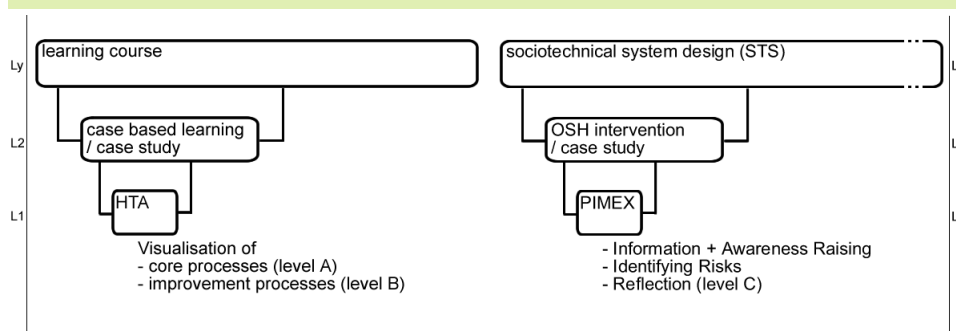 learning course
sociotechnical system design (STS)
Ly
L
case based learning
/ case study
OSH intervention
/ case study
L2
L
HTA
PIMEX
L1
L
Visualisation of
- core processes (level A)
- improvement processes (level B)
- Information + Awareness Raising
- Identifying Risks
- Reflection (level C)